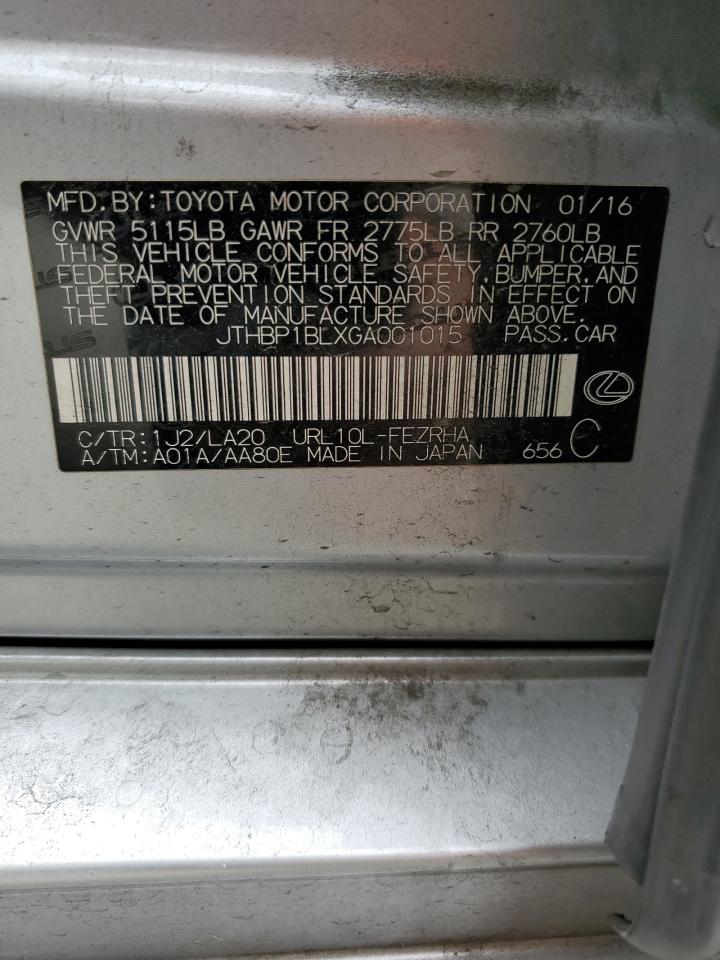 MFD.BY:TOYOTA MOTOR CORPORATION 01/16
GVWR 5115LB GAWR FR 2775LB RR 2760LB
THIS VEHICLE CONFORMS TO ALL APPLICABLE
FEDERAL MOTOR VEHICLE SAFETY,BUMPER,AND
THEFT PREVENTION STANDARDS IN EFFECT ON
THE DATE OF MANUFACTURE SHOWN ABOVE.
JTHBP1BLXGA001015 PASS.CAR
C/TR:1J2/LA20 URL10L-FEZRHA
A/TM:A01A/AA80E MADE IN JAPAN 656 C